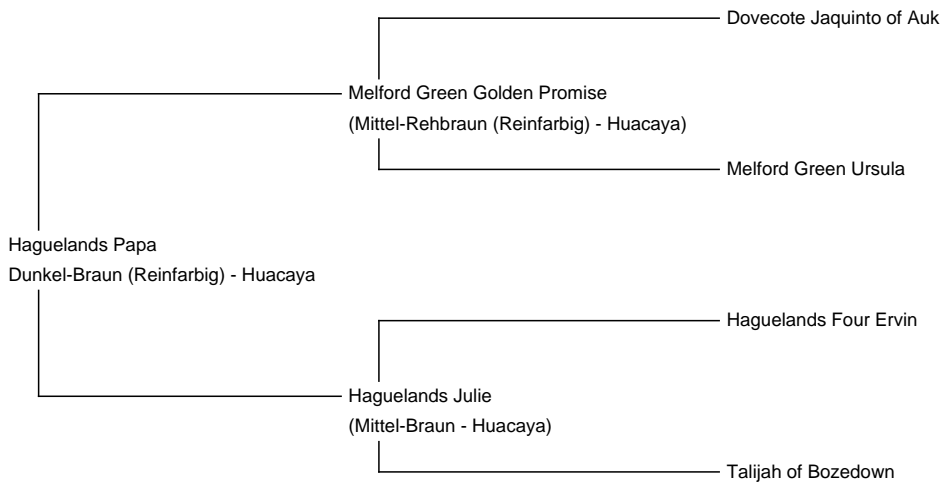 Dovecote Jaquinto of Auk
Melford Green Golden Promise
(Mittel-Rehbraun (Reinfarbig) - Huacaya)
Melford Green Ursula
Haguelands Papa
Dunkel-Braun (Reinfarbig) - Huacaya
Haguelands Four Ervin
Haguelands Julie
(Mittel-Braun - Huacaya)
Talijah of Bozedown